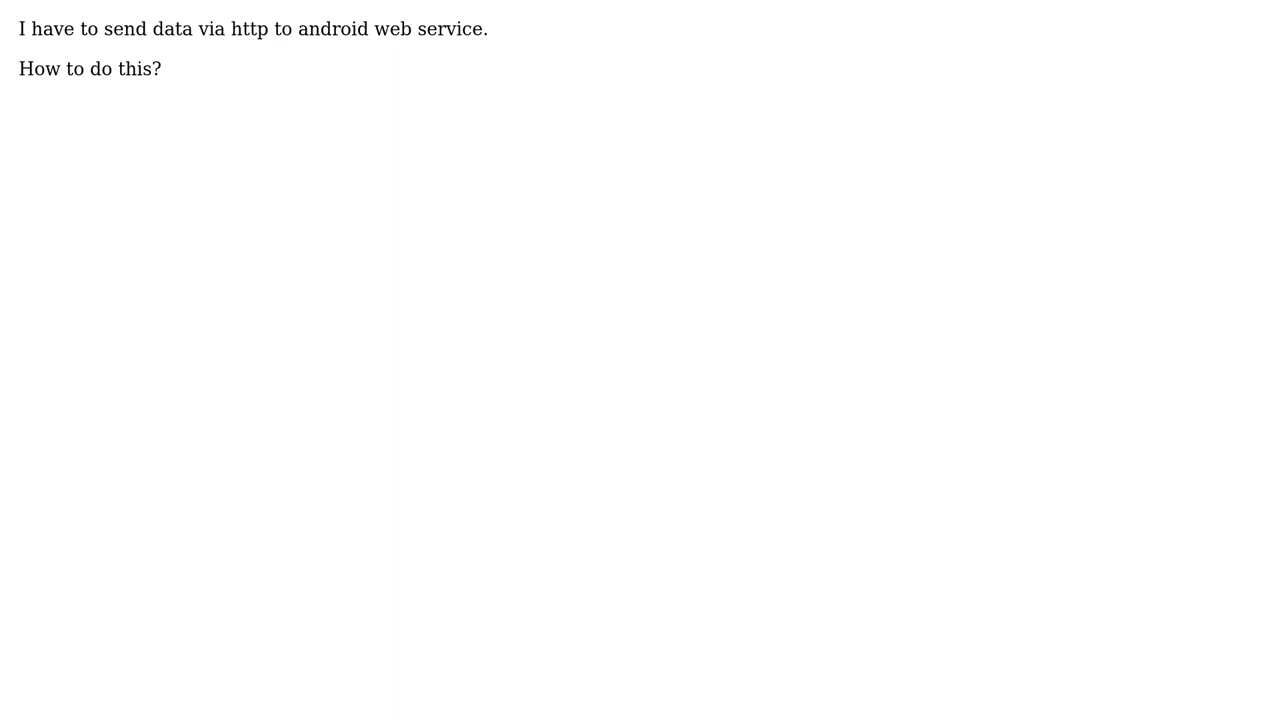 I have to send data via http to android web service.
How to do this?